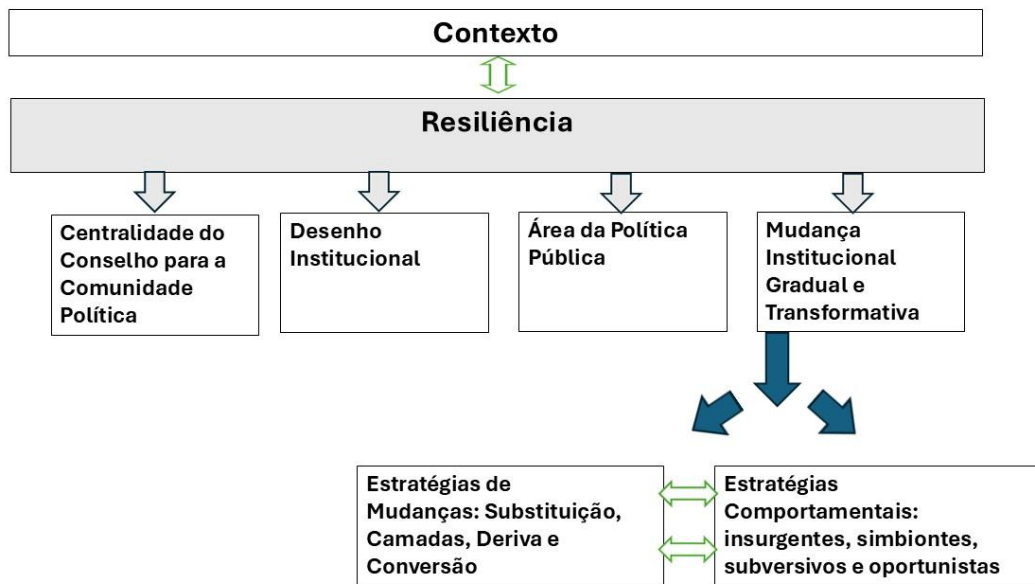 Contexto
Resiliência
Centralidade do
Conselho para a
Comunidade
Política
Desenho
Institucional
Área da Política
Pública
Mudança
Institucional
Gradual e
Transformativa
Estratégias de
Mudanças: Substituição,
Camadas, Deriva e
Conversão
Estratégias
Comportamentais:
insurgentes, simbiontes,
subversivos e oportunistas